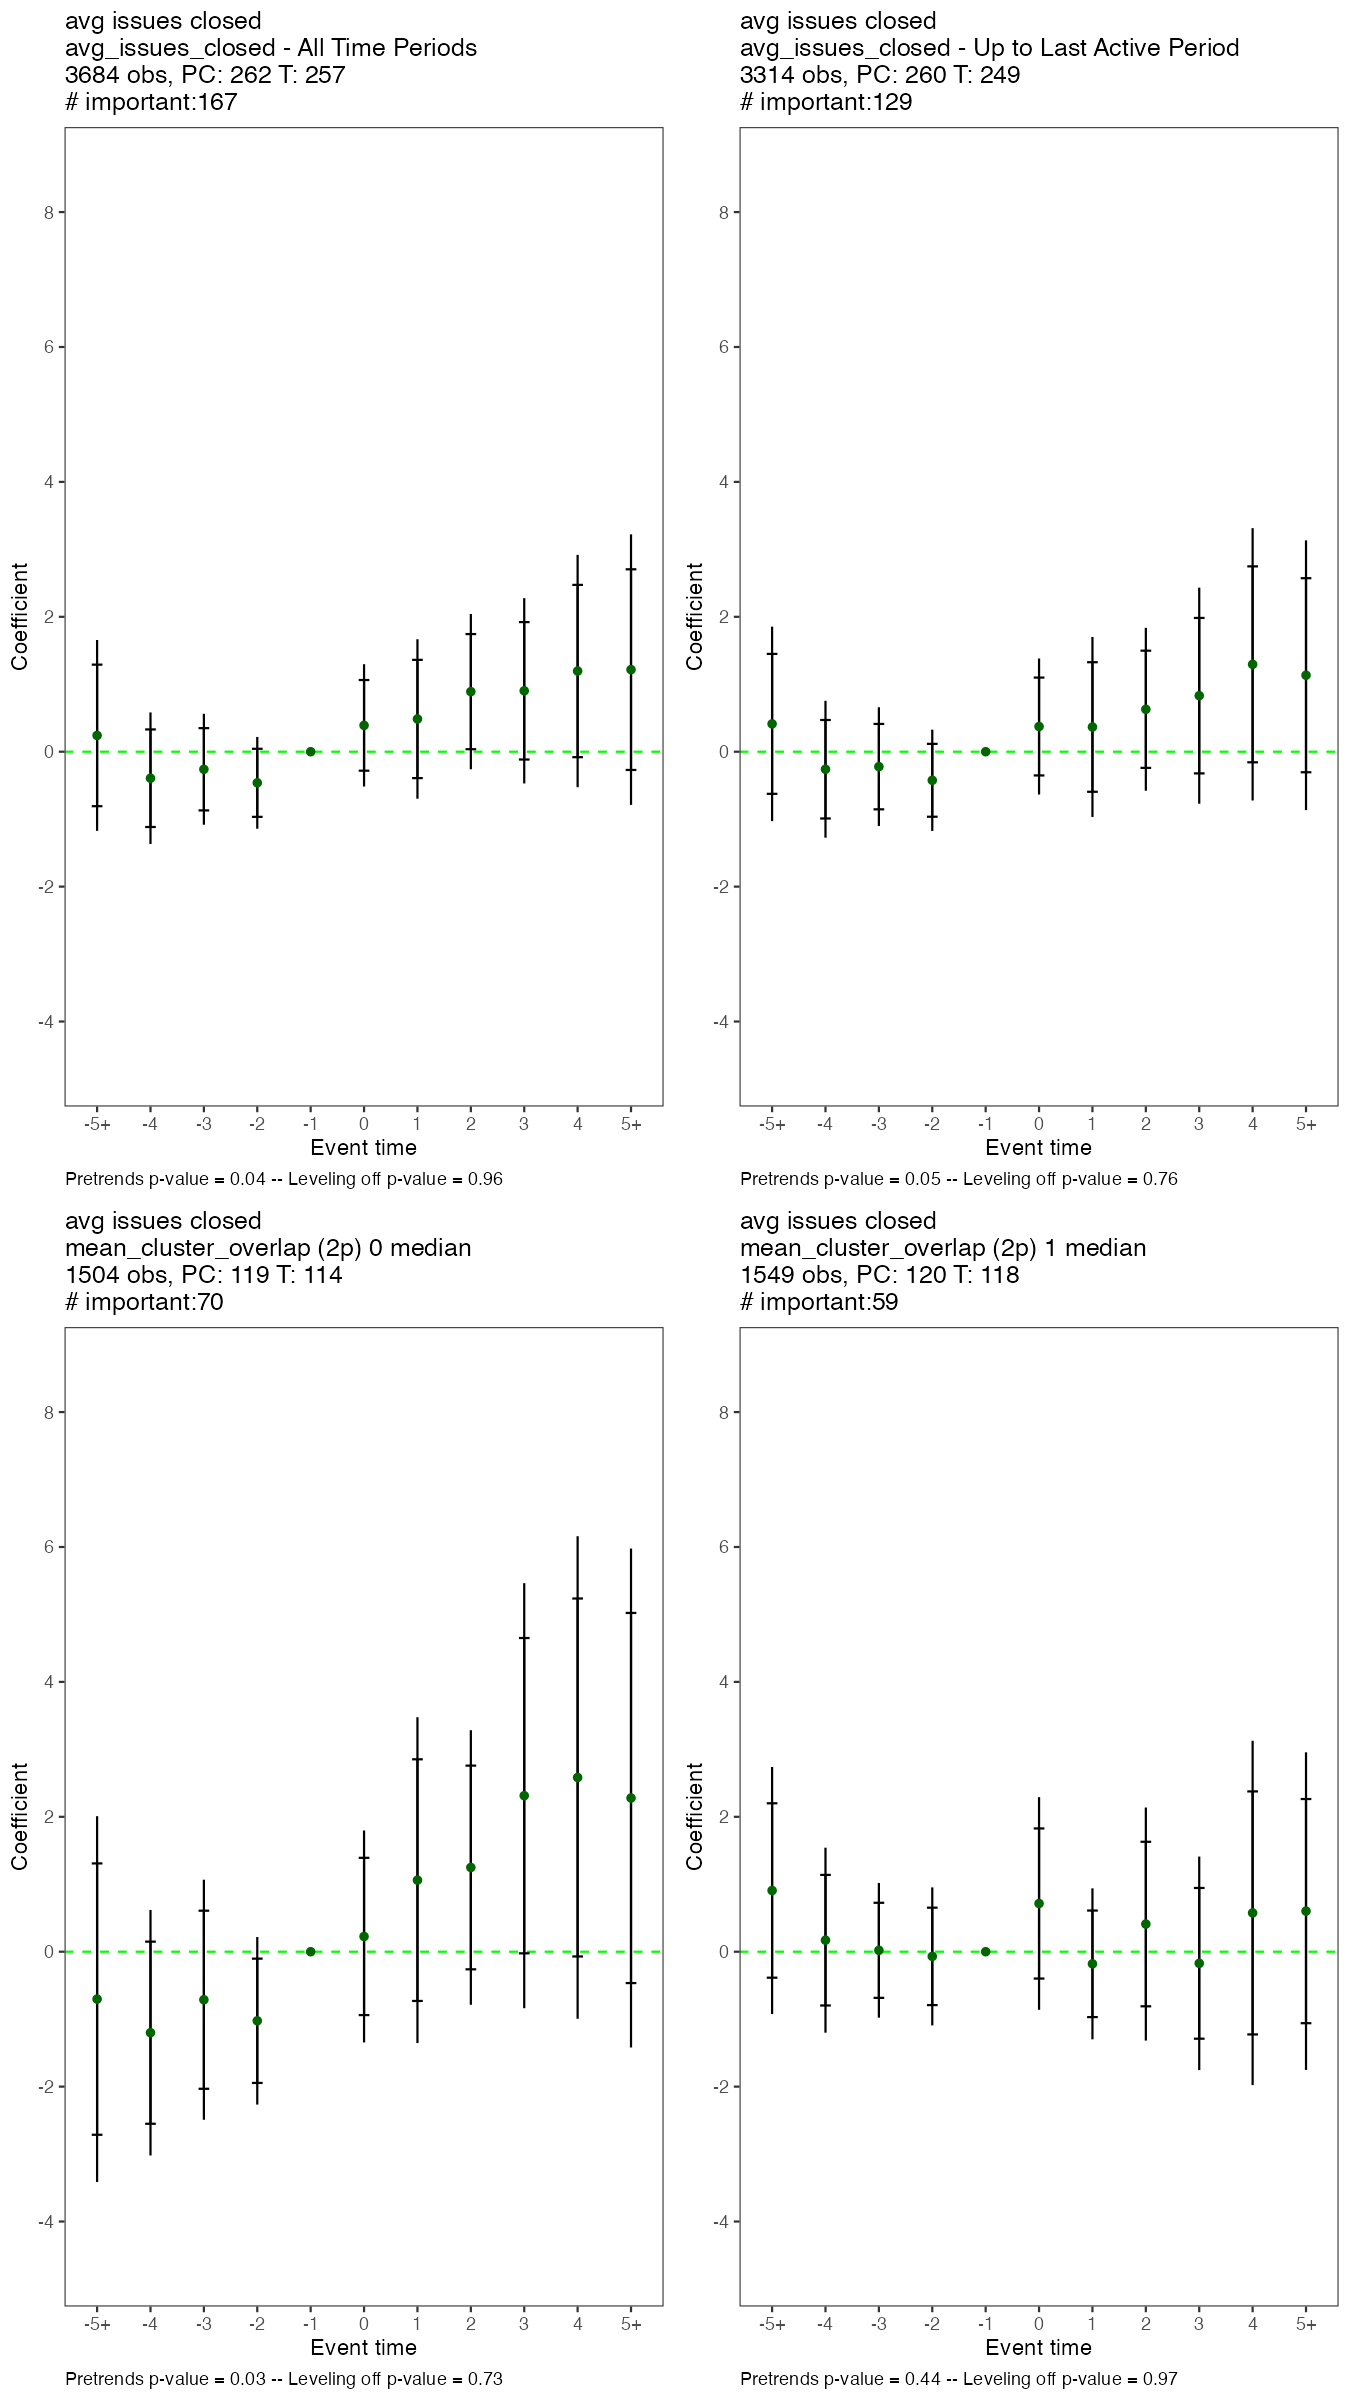 avg issues closed
avg_issues_closed - All Time Periods
3684 obs, PC: 262 T: 257
# important:167
8
6
4
2
0
-2
-4
Coefficient
-5+ -4 -3 -2 -1 0 1 2 3 4 5+
Event time
Pretrends p-value = 0.04 -- Leveling off p-value = 0.96
avg issues closed
avg_issues_closed - Up to Last Active Period
3314 obs, PC: 260 T: 249
# important:129
8
6
4
2
0
-2
-4
Coefficient
-5+ -4 -3 -2 -1 0 1 2 3 4 5+
Event time
Pretrends p-value = 0.05 -- Leveling off p-value = 0.76
avg issues closed
mean_cluster_overlap (2p) 0 median
1504 obs, PC: 119 T: 114
# important:70
8
6
4
2
0
-2
-4
Coefficient
-5+ -4 -3 -2 -1 0 1 2 3 4 5+
Event time
Pretrends p-value = 0.03 -- Leveling off p-value = 0.73
avg issues closed
mean_cluster_overlap (2p) 1 median
1549 obs, PC: 120 T: 118
# important:59
8
6
4
2
0
-2
-4
Coefficient
-5+ -4 -3 -2 -1 0 1 2 3 4 5+
Event time
Pretrends p-value = 0.44 -- Leveling off p-value = 0.97